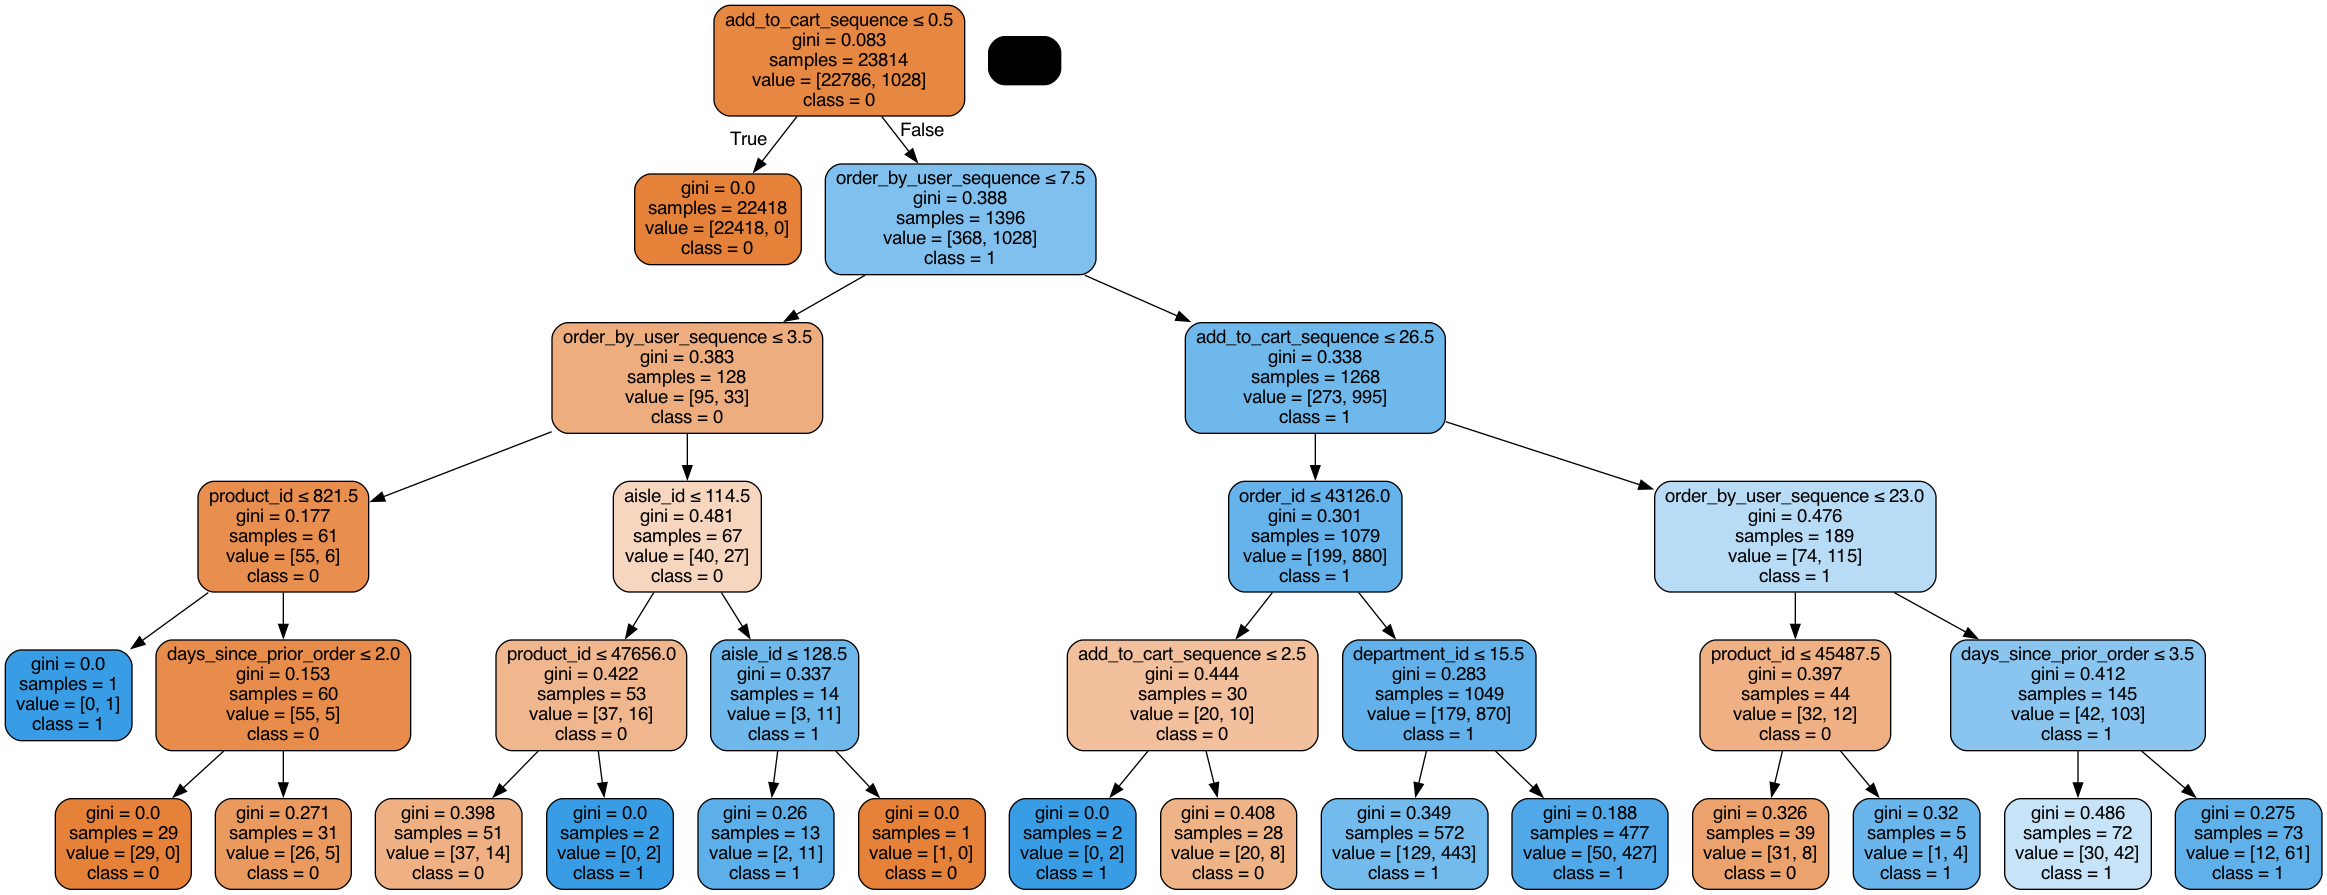 add_to_cart_sequence ≤ 0.5
gini = 0.083
samples = 23814
value = [22786, 1028]
class = 0
True
False
gini = 0.0
samples = 22418
value = [22418, 0]
class = 0
order_by_user_sequence ≤ 7.5
gini = 0.388
samples = 1396
value = [368, 1028]
class = 1
order_by_user_sequence ≤ 3.5
gini = 0.383
samples = 128
value = [95, 33]
class = 0
add_to_cart_sequence ≤ 26.5
gini = 0.338
samples = 1268
value = [273, 995]
class = 1
product_id ≤ 821.5
gini = 0.177
samples = 61
value = [55, 6]
class = 0
aisle_id ≤ 114.5
gini = 0.481
samples = 67
value = [40, 27]
class = 0
order_id ≤ 43126.0
gini = 0.301
samples = 1079
value = [199, 880]
class = 1
order_by_user_sequence ≤ 23.0
gini = 0.476
samples = 189
value = [74, 115]
class = 1
gini = 0.0
samples = 1
value = [0, 1]
class = 1
days_since_prior_order ≤ 2.0
gini = 0.153
samples = 60
value = [55, 5]
class = 0
product_id ≤ 47656.0
gini = 0.422
samples = 53
value = [37, 16]
class = 0
aisle_id ≤ 128.5
gini = 0.337
samples = 14
value = [3, 11]
class = 1
add_to_cart_sequence ≤ 2.5
gini = 0.444
samples = 30
value = [20, 10]
class = 0
department_id ≤ 15.5
gini = 0.283
samples = 1049
value = [179, 870]
class = 1
product_id ≤ 45487.5
gini = 0.397
samples = 44
value = [32, 12]
class = 0
days_since_prior_order ≤ 3.5
gini = 0.412
samples = 145
value = [42, 103]
class = 1
gini = 0.0
samples = 29
value = [29, 0]
class = 0
gini = 0.271
samples = 31
value = [26, 5]
class = 0
gini = 0.398
samples = 51
value = [37, 14]
class = 0
gini = 0.0
samples = 2
value = [0, 2]
class = 1
gini = 0.26
samples = 13
value = [2, 11]
class = 1
gini = 0.0
samples = 1
value = [1, 0]
class = 0
gini = 0.0
samples = 2
value = [0, 2]
class = 1
gini = 0.408
samples = 28
value = [20, 8]
class = 0
gini = 0.349
samples = 572
value = [129, 443]
class = 1
gini = 0.188
samples = 477
value = [50, 427]
class = 1
gini = 0.326
samples = 39
value = [31, 8]
class = 0
gini = 0.32
samples = 5
value = [1, 4]
class = 1
gini = 0.486
samples = 72
value = [30, 42]
class = 1
gini = 0.275
samples = 73
value = [12, 61]
class = 1